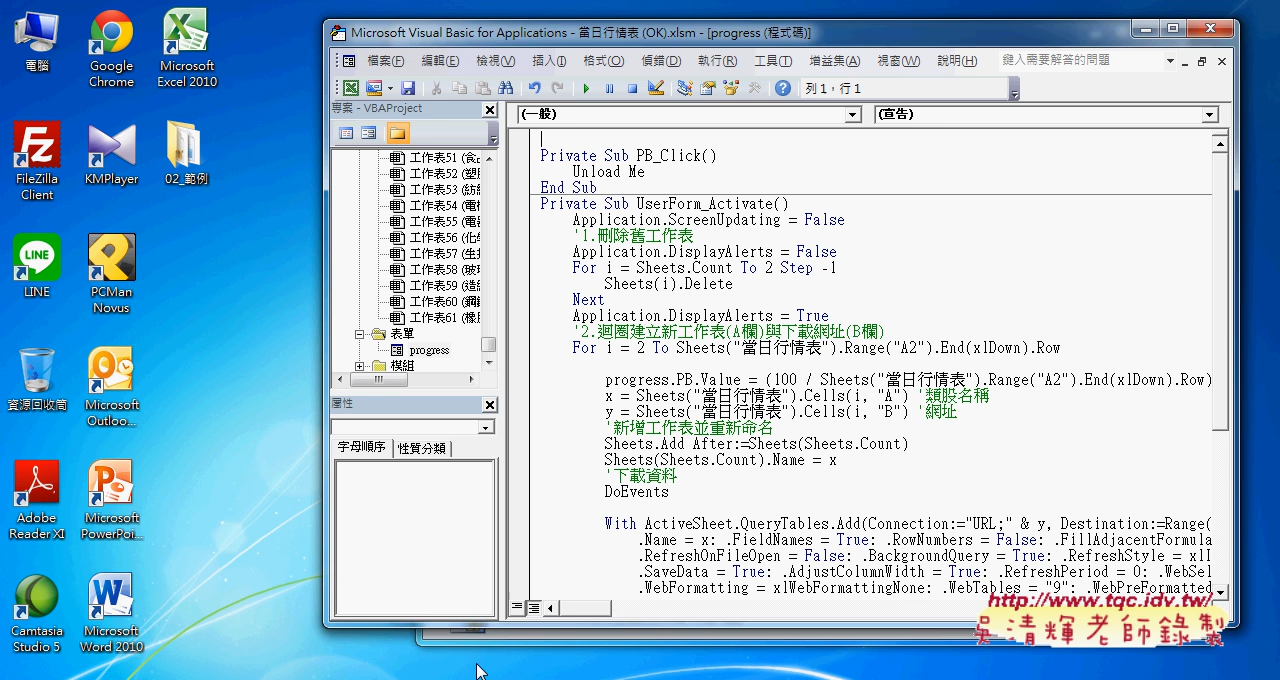 電腦
Google Chrome
Microsoft Excel 2010
FileZilla Client
KMPlayer
02_範例
LINE
PCMan Novus
資源回收筒
Microsoft Outloo...
Adobe Reader XI
Microsoft PowerPoi...
Camtasia Studio 5
Microsoft Word 2010
Microsoft Visual Basic for Applications - 當日行情表 (OK).xlsm - [progress (程式碼)]
檔案(F) 編輯(E) 檢視(V) 插入(I) 格式(O) 偵錯(D) 執行(R) 工具(T) 增益集(A) 視窗(W) 說明(H) 鍵入需要解答的問題
列 1，行 1
專案 - VBAProject
工作表51 (食
工作表52 (塑
工作表53 (紡
工作表54 (電
工作表55 (電
工作表56 (化
工作表57 (生
工作表58 (玻
工作表59 (造
工作表60 (鋼
工作表61 (橡
表單
progress
模組
屬性
字母順序 性質分類
(一般) (宣告)
Private Sub PB_Click()
Unload Me
End Sub
Private Sub UserForm_Activate()
Application.ScreenUpdating = False
'1.刪除舊工作表
Application.DisplayAlerts = False
For i = Sheets.Count To 2 Step -1
Sheets(i).Delete
Next
Application.DisplayAlerts = True
'2.迴圈建立新工作表(A欄)與下載網址(B欄)
For i = 2 To Sheets("當日行情表").Range("A2").End(xlDown).Row
progress.PB.Value = (100 / Sheets("當日行情表").Range("A2").End(xlDown).Row)
x = Sheets("當日行情表").Cells(i, "A") '類股名稱
y = Sheets("當日行情表").Cells(i, "B") '網址
'新增工作表並重新命名
Sheets.Add After:=Sheets(Sheets.Count)
Sheets(Sheets.Count).Name = x
'下載資料
DoEvents
With ActiveSheet.QueryTables.Add(Connection:="URL;" & y, Destination:=Range(
.Name = x: .FieldNames = True: .RowNumbers = False: .FillAdjacentFormula
.RefreshOnFileOpen = False: .BackgroundQuery = True: .RefreshStyle = xlI
.SaveData = True: .AdjustColumnWidth = True: .RefreshPeriod = 0: .WebSel
.WebFormatting = xlWebFormattingNone: .WebTables = "9": .WebPreFormatted
http://www.tqc.idv.tw/
吳清輝老師錄製